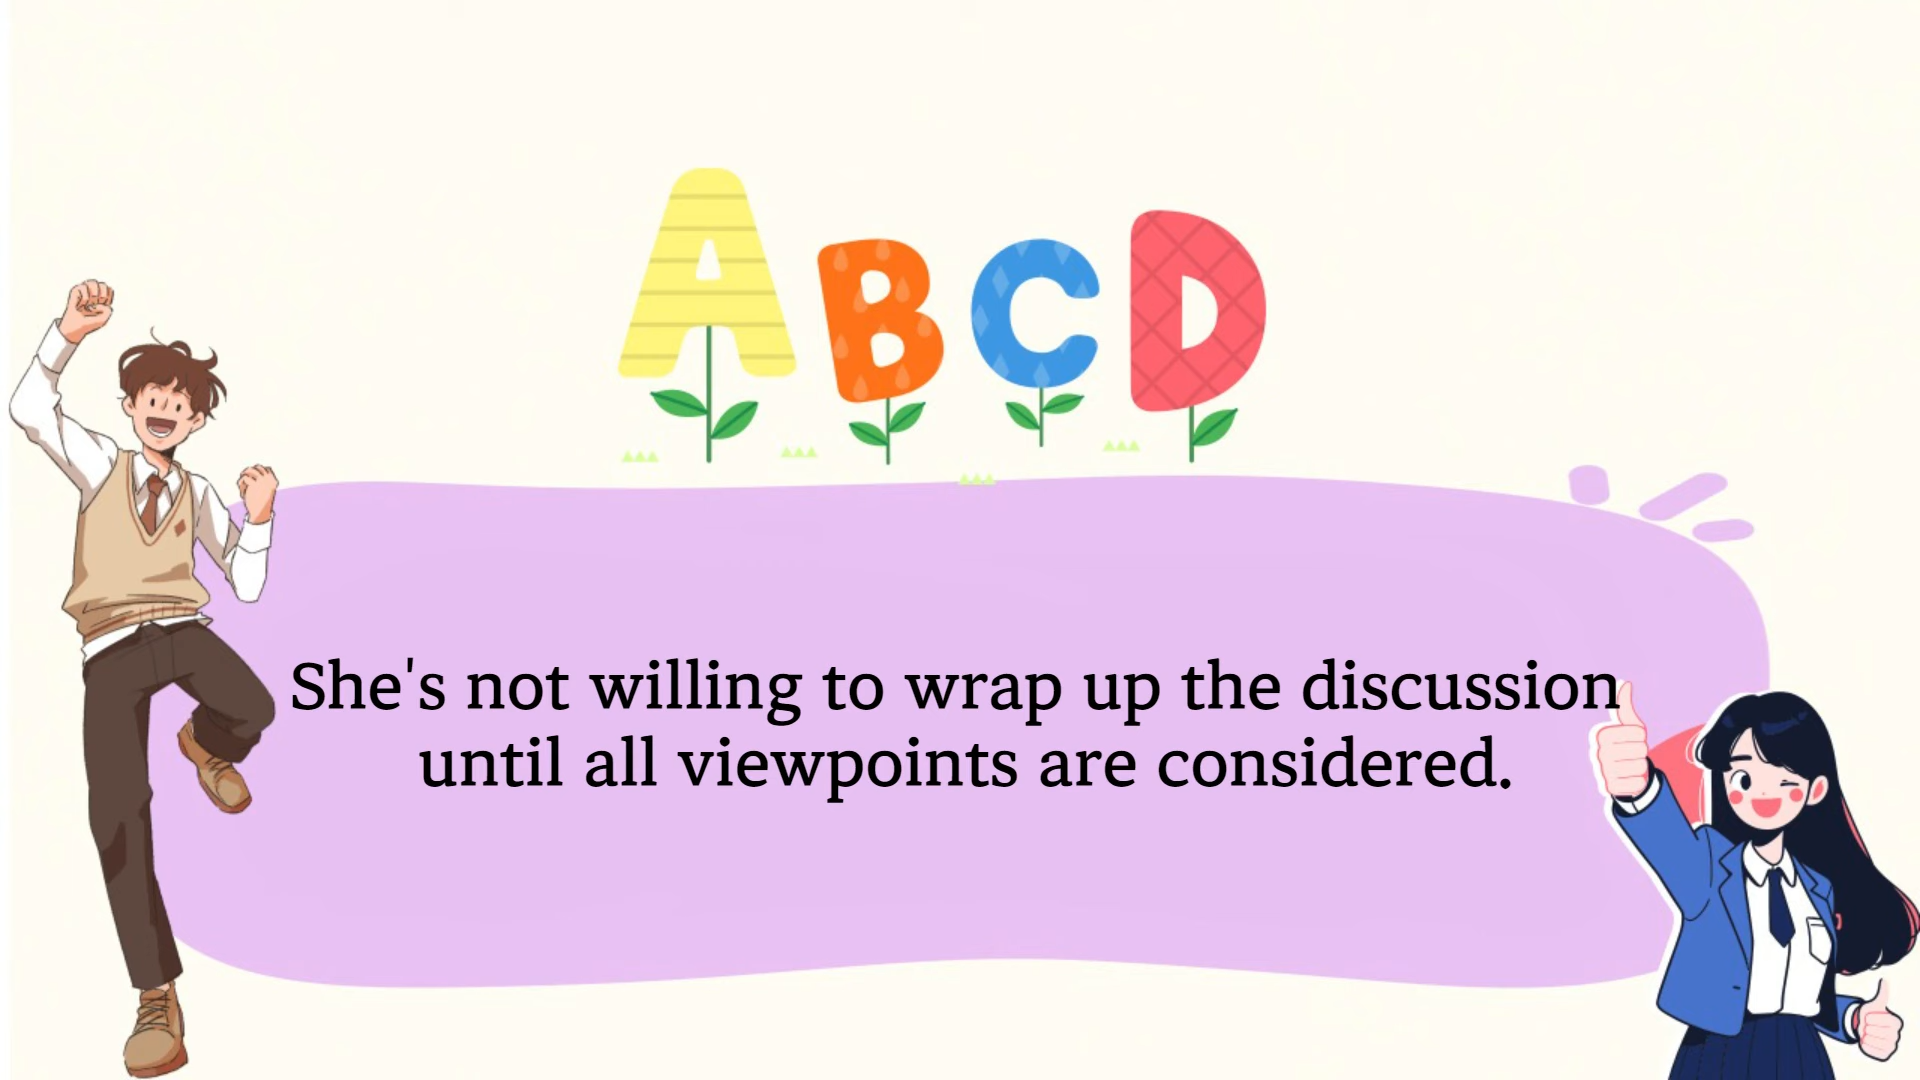 ABCD
She's not willing to wrap up the discussion
until all viewpoints are considered.